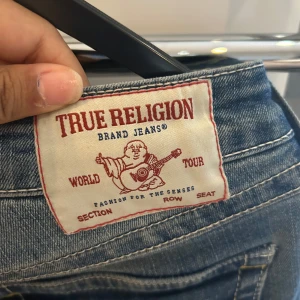 TRUE RELIGION
BRAND JEANS®
WORLD TOUR
FASHION FOR THE SENSES
SECTION ROW SEAT